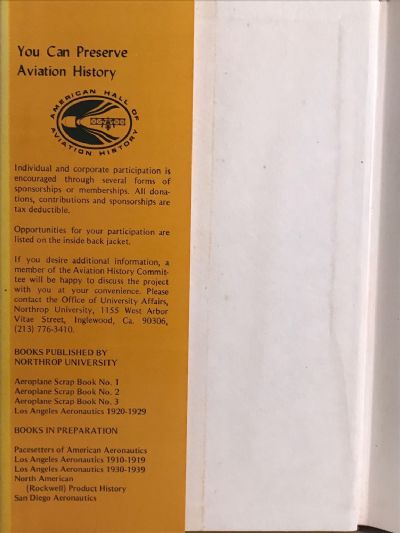 You Can Preserve
Aviation History
AMERICAN HALL OF
AVIATION HISTORY
Individual and corporate participation is
encouraged through several forms of
sponsorships or memberships. All dona-
tions, contributions and sponsorships are
tax deductible.
Opportunities for your participation are
listed on the inside back jacket.
If you desire additional information, a
member of the Aviation History Commit-
tee will be happy to discuss the project
with you at your convenience. Please
contact the Office of University Affairs,
Northrop University, 1155 West Arbor
Vitae Street, Inglewood, Ca. 90306,
(213) 776-3410.
BOOKS PUBLISHED BY
NORTHROP UNIVERSITY
Aeroplane Scrap Book No. 1
Aeroplane Scrap Book No. 2
Aeroplane Scrap Book No. 3
Los Angeles Aeronautics 1920-1929
BOOKS IN PREPARATION
Pacesetters of American Aeronautics
Los Angeles Aeronautics 1910-1919
Los Angeles Aeronautics 1930-1939
North American
(Rockwell) Product History
San Diego Aeronautics